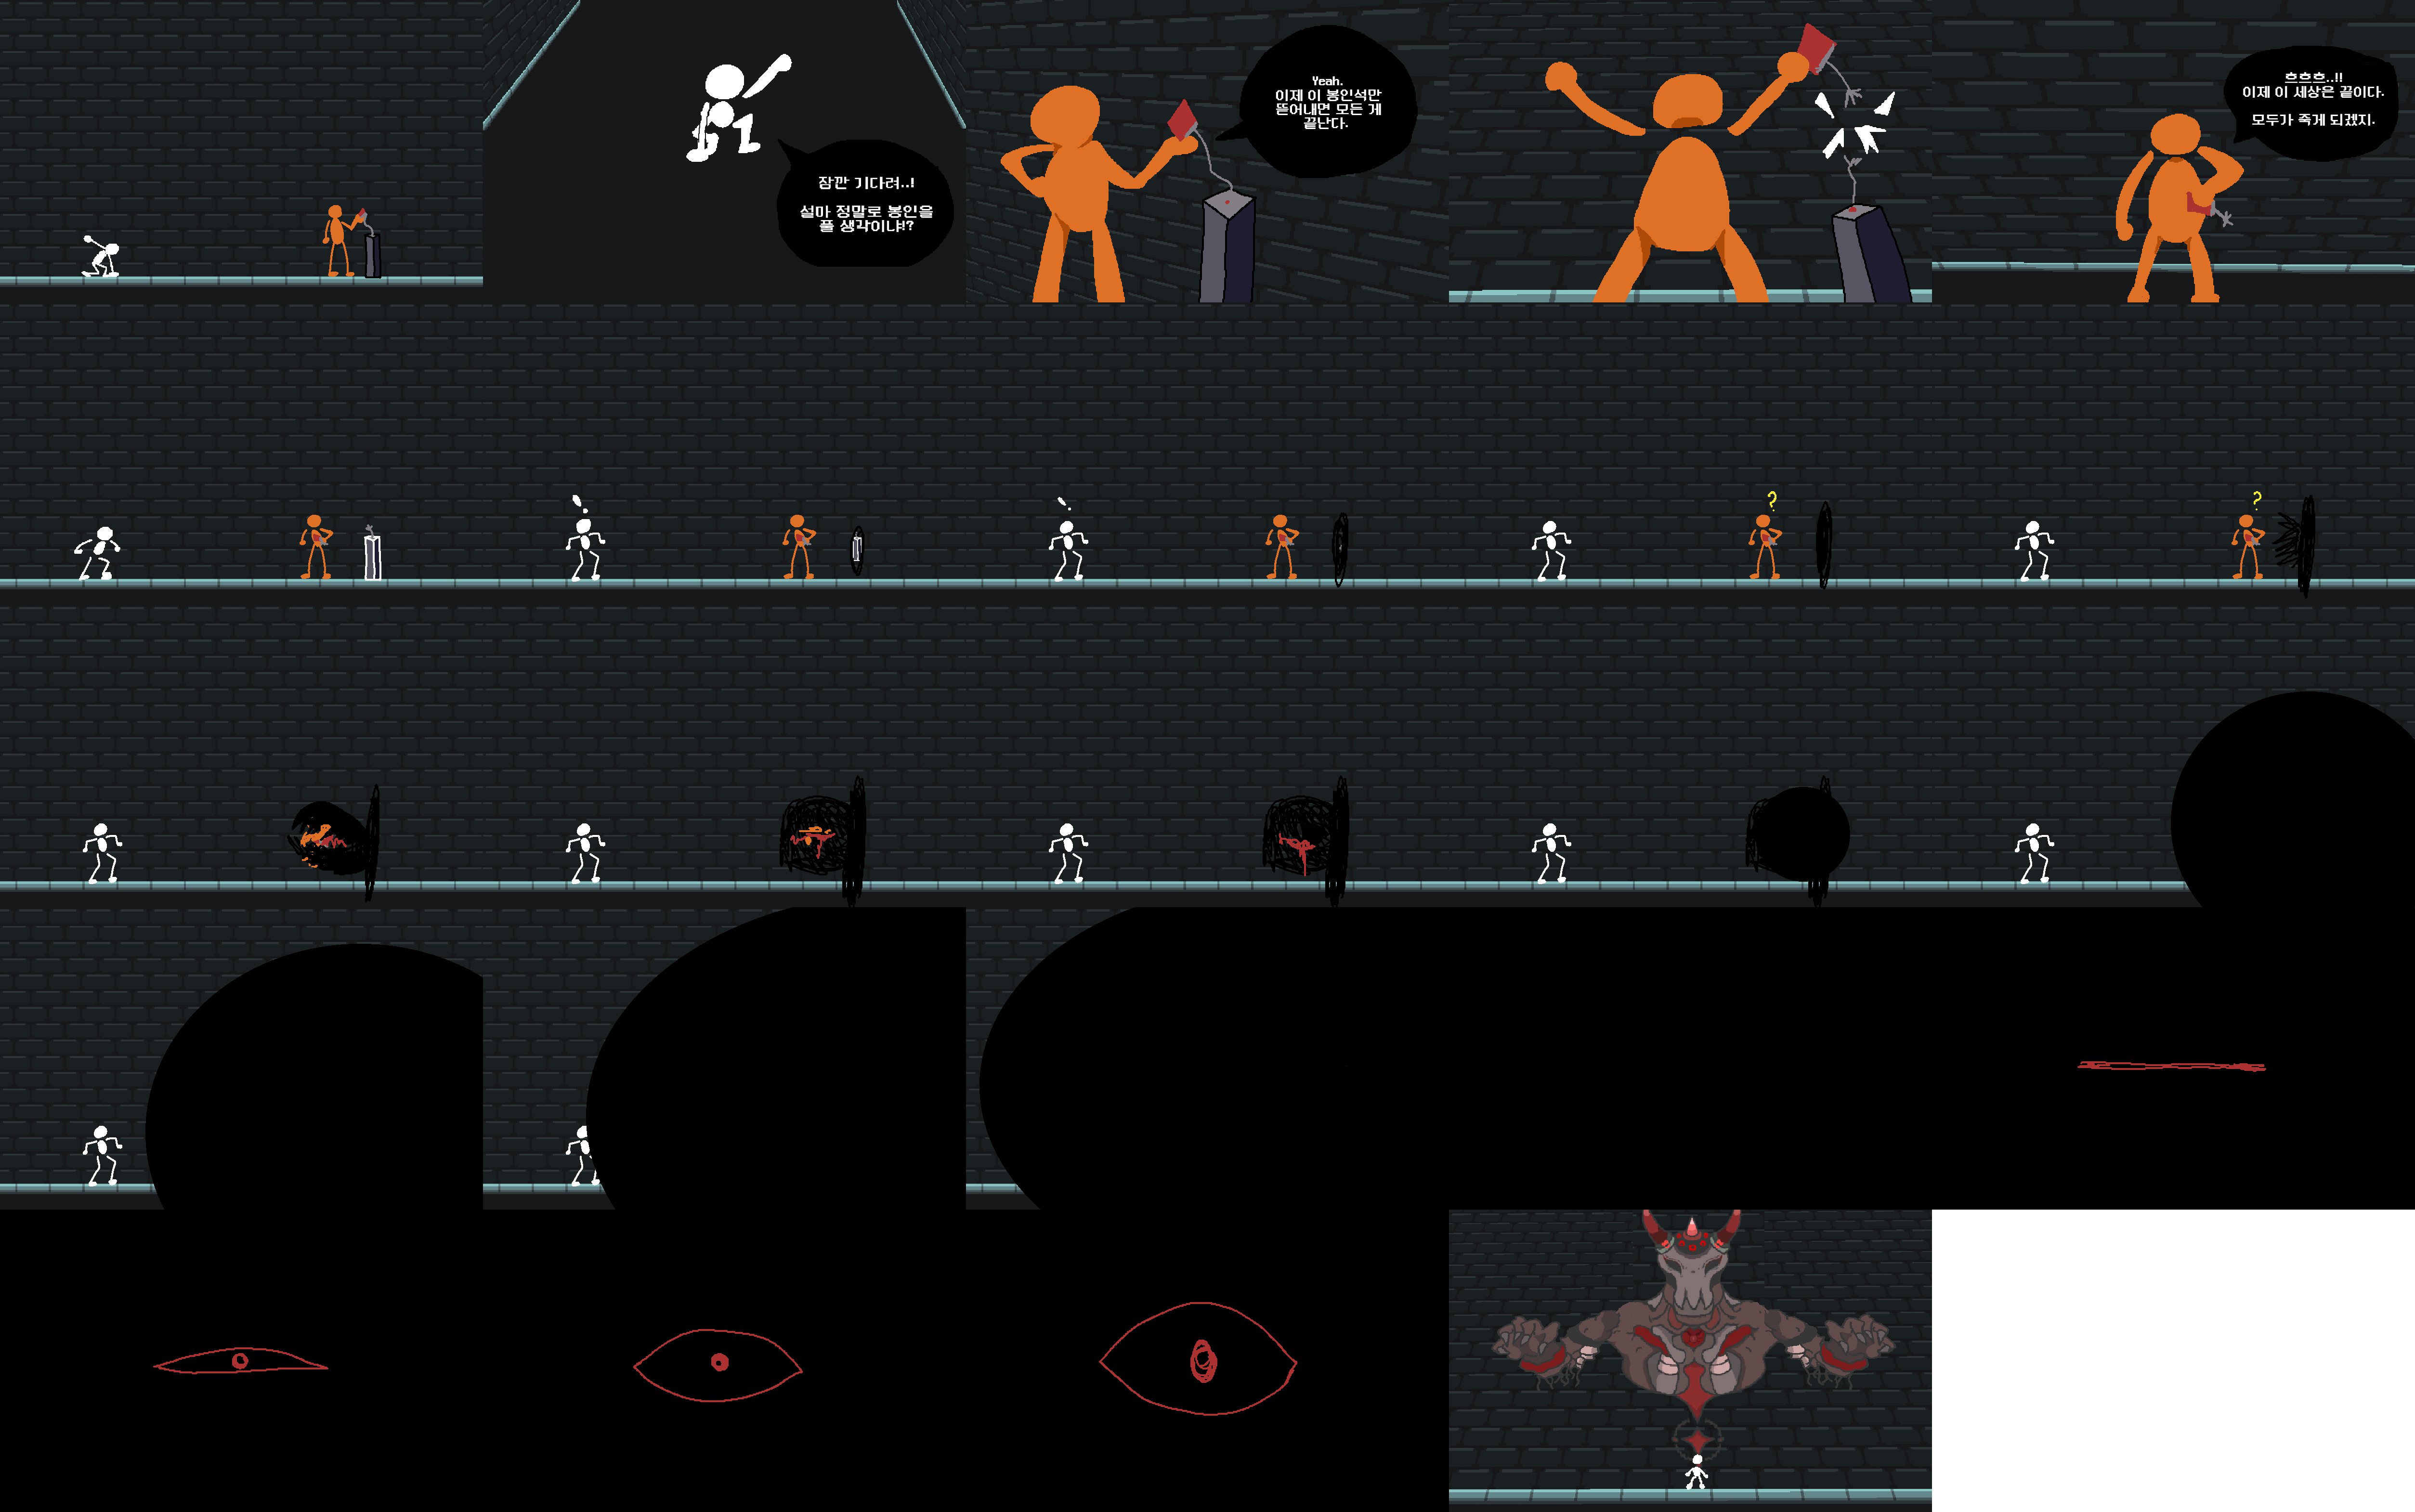 잠깐 기다려..!
설마 정말로 봉인을
풀 생각이냐!?
Yeah.
이제 이 봉인석만
뜯어내면 모든 게
끝난다.
흐흐흐..!!
이제 이 세상은 끝이다.
모두가 죽게 되겠지.
?
?